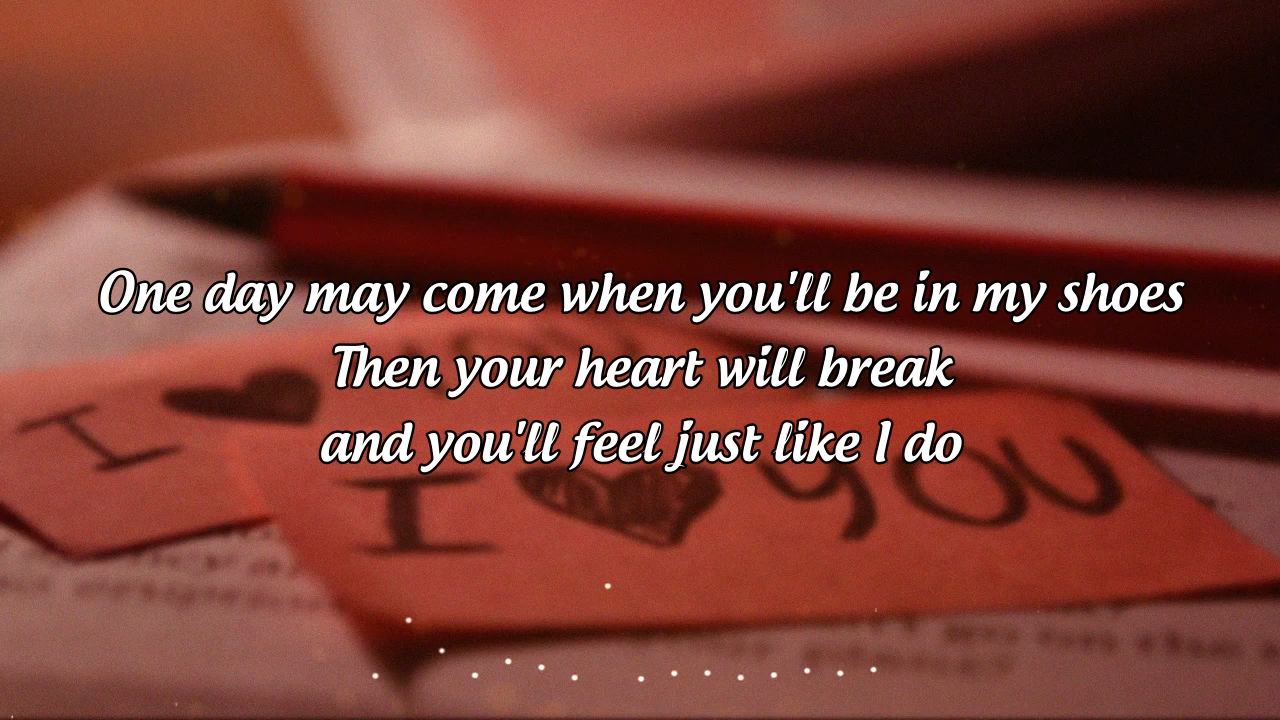 One day may come when you'll be in my shoes
Then your heart will break
and you'll feel just like I do
I ♥
I ♥ YOU